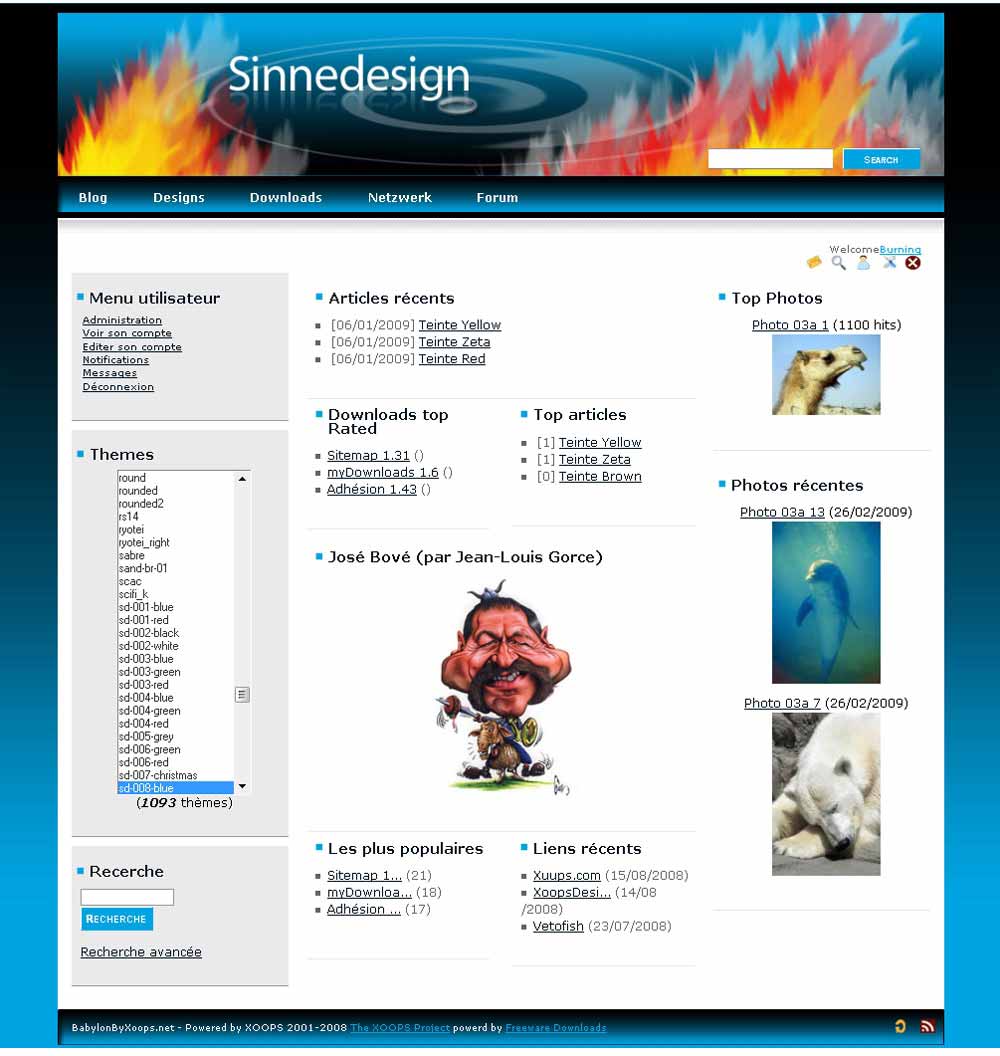 Sinnedesign
SEARCH
Blog Designs Downloads Netzwerk Forum
WelcomeBurning
Menu utilisateur
Administration
Voir son compte
Editer son compte
Notifications
Messages
Déconnexion
Themes
round
rounded
rounded2
rs14
ryotei
ryotei_right
sabre
sand-br-01
scac
scifi_k
sd-001-blue
sd-001-red
sd-002-black
sd-002-white
sd-003-blue
sd-003-green
sd-003-red
sd-004-blue
sd-004-green
sd-004-red
sd-005-grey
sd-006-green
sd-006-red
sd-007-christmas
sd-008-blue
(1093 thèmes)
Recerche
RECHERCHE
Recherche avancée
Articles récents
[06/01/2009] Teinte Yellow
[06/01/2009] Teinte Zeta
[06/01/2009] Teinte Red
Downloads top
Rated
Sitemap 1.31 ()
myDownloads 1.6 ()
Adhésion 1.43 ()
Top articles
[1] Teinte Yellow
[1] Teinte Zeta
[0] Teinte Brown
José Bové (par Jean-Louis Gorce)
Les plus populaires
Sitemap 1... (21)
myDownloa... (18)
Adhésion ... (17)
Liens récents
Xuups.com (15/08/2008)
XoopsDesi... (14/08
/2008)
Vetofish (23/07/2008)
Top Photos
Photo 03a 1 (1100 hits)
Photos récentes
Photo 03a 13 (26/02/2009)
Photo 03a 7 (26/02/2009)
BabylonByXoops.net - Powered by XOOPS 2001-2008 The XOOPS Project powerd by Freeware Downloads